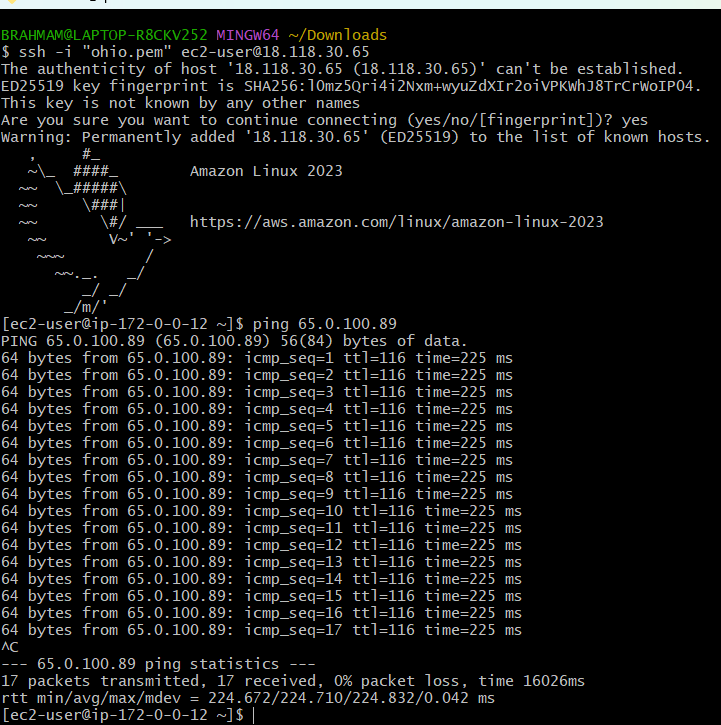 BRAHMAM@LAPTOP-R8CKV252 MINGW64 ~/Downloads
$ ssh -i "ohio.pem" ec2-user@18.118.30.65
The authenticity of host '18.118.30.65 (18.118.30.65)' can't be established.
ED25519 key fingerprint is SHA256:lOmz5Qri4i2Nxm+wyuZdXIr2oiVPKWhJ8TrCrWoIPO4.
This key is not known by any other names
Are you sure you want to continue connecting (yes/no/[fingerprint])? yes
Warning: Permanently added '18.118.30.65' (ED25519) to the list of known hosts.
   ,     #_
   ~\_  ####_        Amazon Linux 2023
  ~~  \_#####\
  ~~     \###|
  ~~       \#/ ___   https://aws.amazon.com/linux/amazon-linux-2023
   ~~       V~' '->
    ~~~         /
      ~~._.   _/
         _/ _/
       _/m/'
[ec2-user@ip-172-0-0-12 ~]$ ping 65.0.100.89
PING 65.0.100.89 (65.0.100.89) 56(84) bytes of data.
64 bytes from 65.0.100.89: icmp_seq=1 ttl=116 time=225 ms
64 bytes from 65.0.100.89: icmp_seq=2 ttl=116 time=225 ms
64 bytes from 65.0.100.89: icmp_seq=3 ttl=116 time=225 ms
64 bytes from 65.0.100.89: icmp_seq=4 ttl=116 time=225 ms
64 bytes from 65.0.100.89: icmp_seq=5 ttl=116 time=225 ms
64 bytes from 65.0.100.89: icmp_seq=6 ttl=116 time=225 ms
64 bytes from 65.0.100.89: icmp_seq=7 ttl=116 time=225 ms
64 bytes from 65.0.100.89: icmp_seq=8 ttl=116 time=225 ms
64 bytes from 65.0.100.89: icmp_seq=9 ttl=116 time=225 ms
64 bytes from 65.0.100.89: icmp_seq=10 ttl=116 time=225 ms
64 bytes from 65.0.100.89: icmp_seq=11 ttl=116 time=225 ms
64 bytes from 65.0.100.89: icmp_seq=12 ttl=116 time=225 ms
64 bytes from 65.0.100.89: icmp_seq=13 ttl=116 time=225 ms
64 bytes from 65.0.100.89: icmp_seq=14 ttl=116 time=225 ms
64 bytes from 65.0.100.89: icmp_seq=15 ttl=116 time=225 ms
64 bytes from 65.0.100.89: icmp_seq=16 ttl=116 time=225 ms
64 bytes from 65.0.100.89: icmp_seq=17 ttl=116 time=225 ms
^C
--- 65.0.100.89 ping statistics ---
17 packets transmitted, 17 received, 0% packet loss, time 16026ms
rtt min/avg/max/mdev = 224.672/224.710/224.832/0.042 ms
[ec2-user@ip-172-0-0-12 ~]$